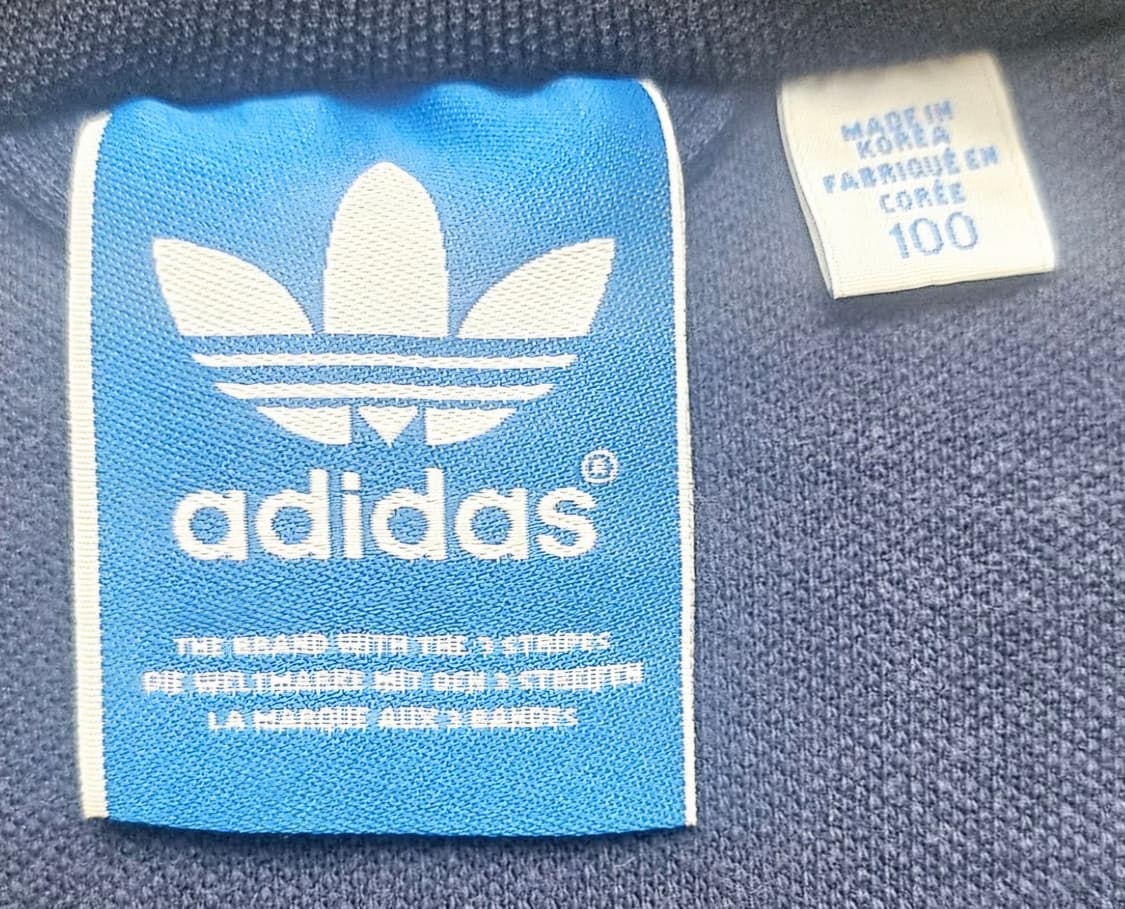 adidas®
THE BRAND WITH THE 3 STRIPES
DIE WELTMARKE MIT DEN 3 STREIFEN
LA MARQUE AUX 3 BANDES
MADE IN
KOREA
FABRIQUÉ EN
CORÉE
100